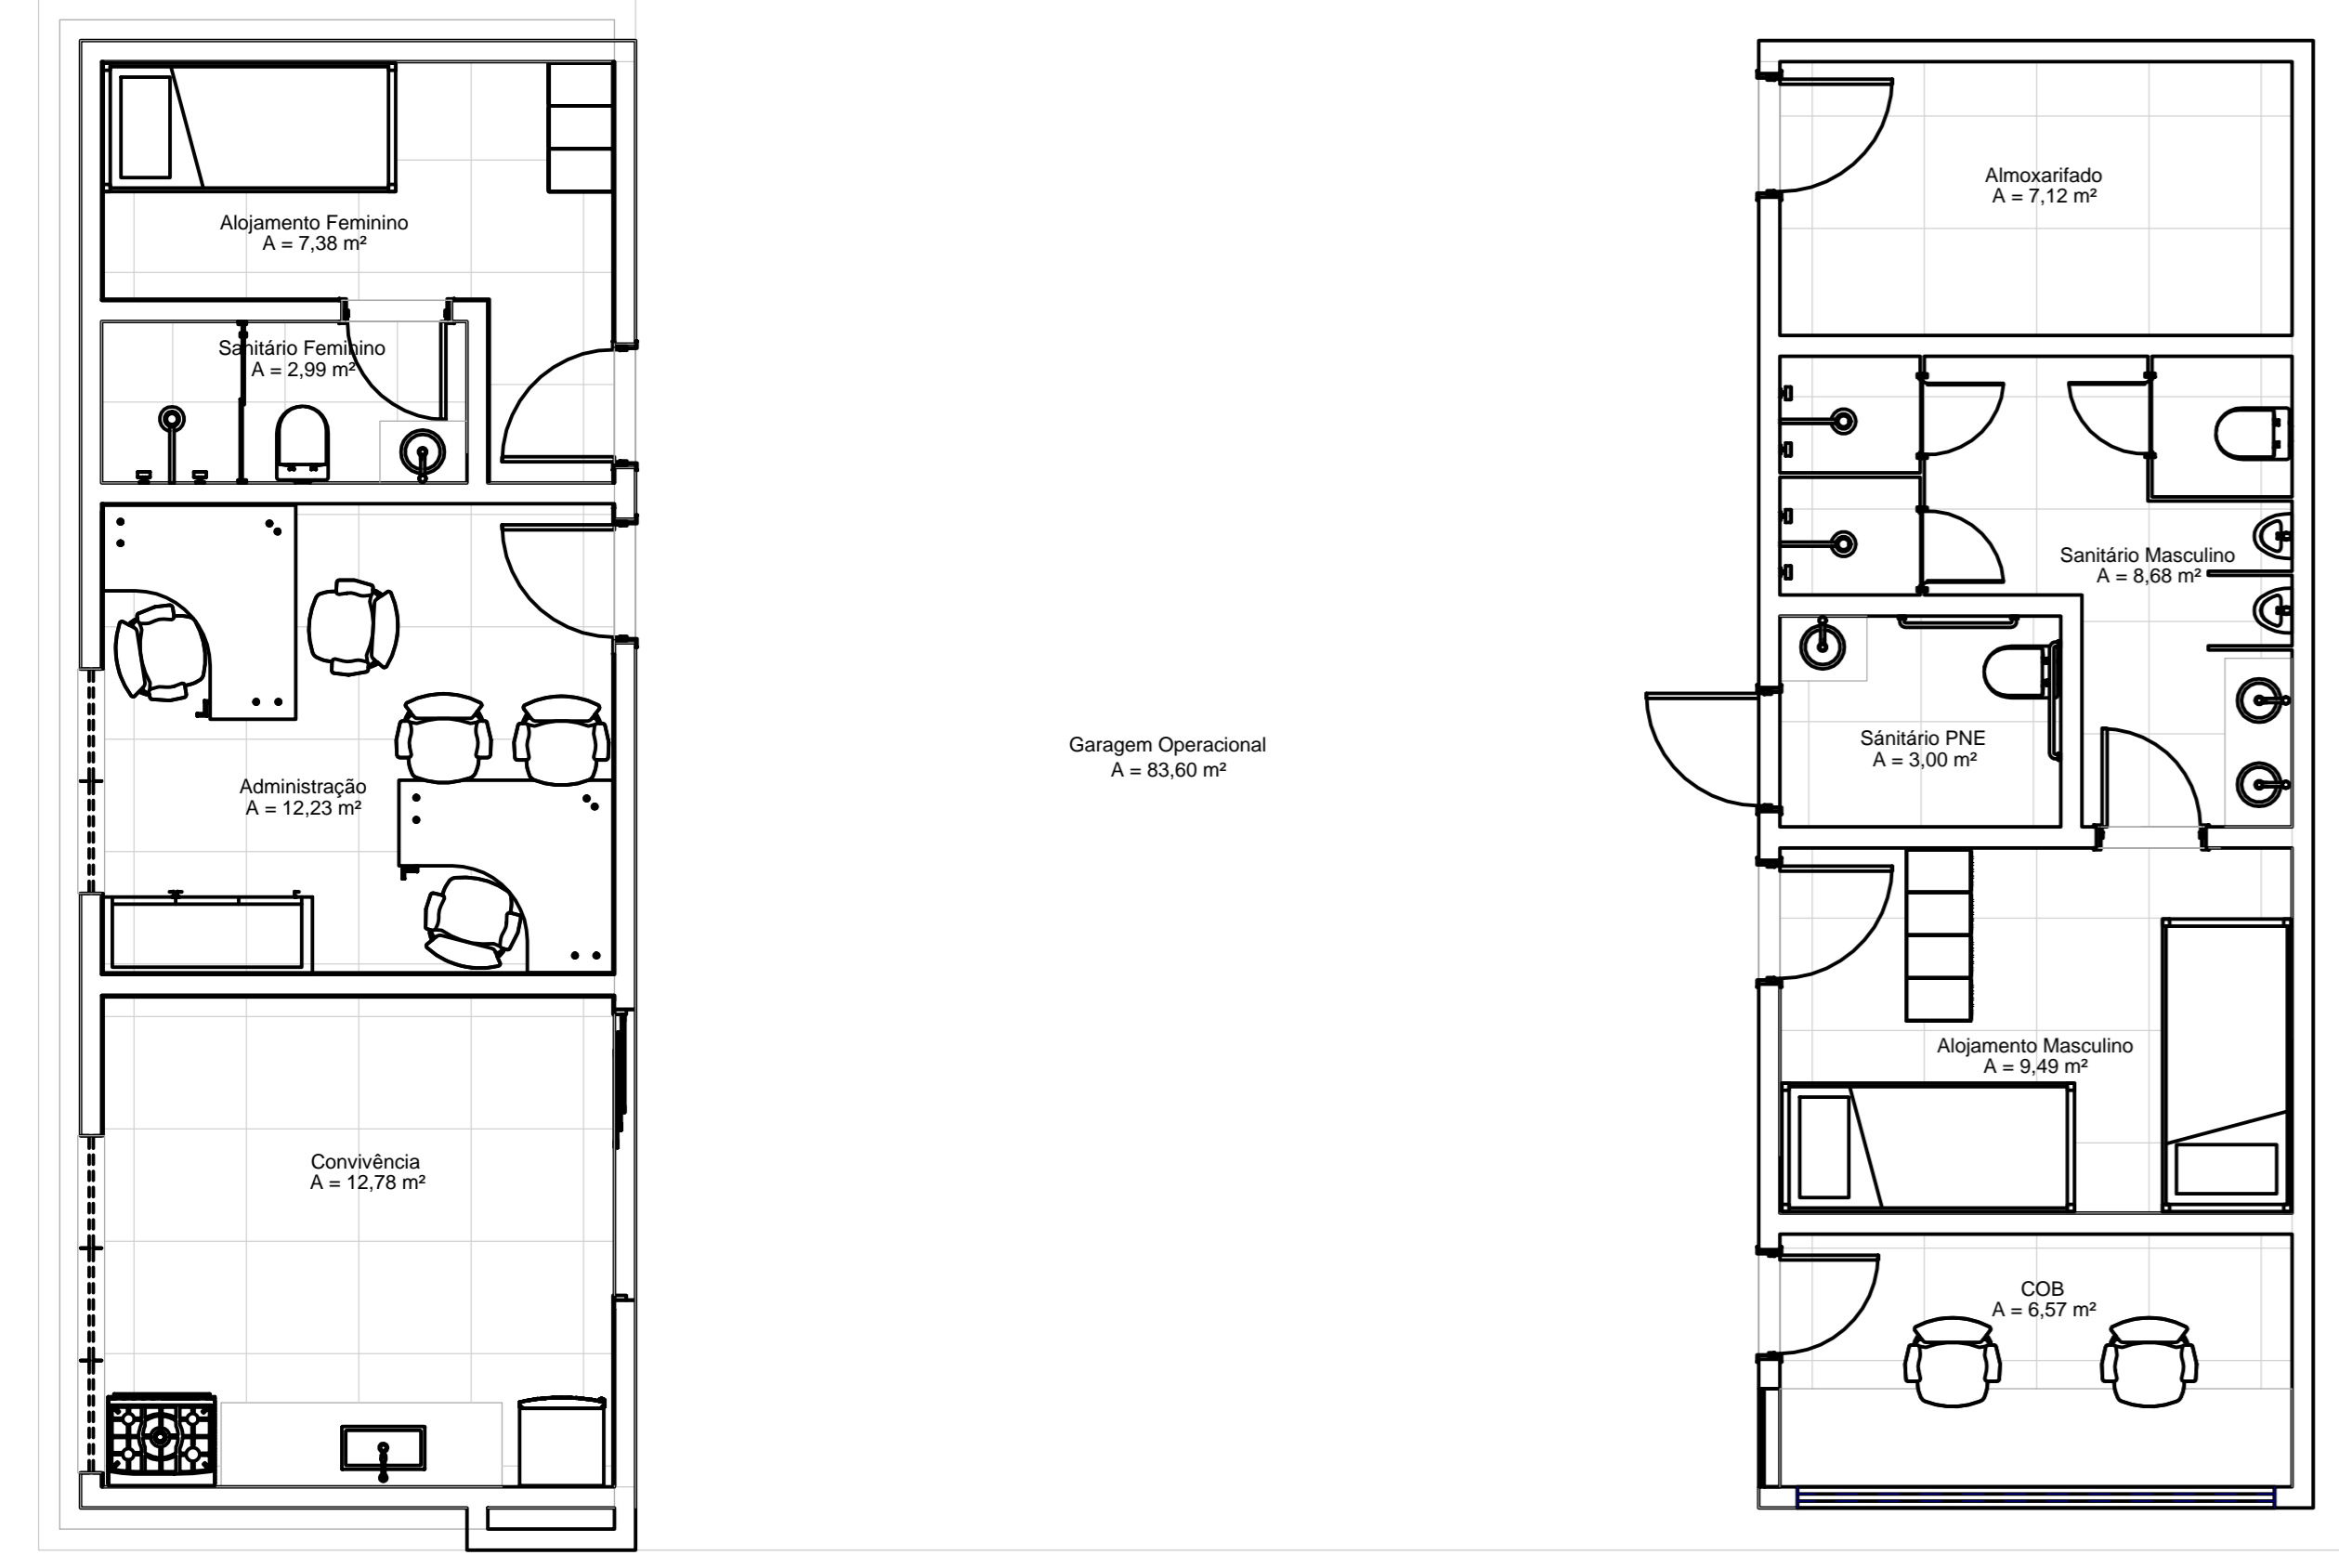 Alojamento Feminino
A = 7,38 m²
Sanitário Feminino
A = 2,99 m²
Administração
A = 12,23 m²
Convivência
A = 12,78 m²
Garagem Operacional
A = 83,60 m²
Almoxarifado
A = 7,12 m²
Sanitário Masculino
A = 8,68 m²
Sánitário PNE
A = 3,00 m²
Alojamento Masculino
A = 9,49 m²
COB
A = 6,57 m²